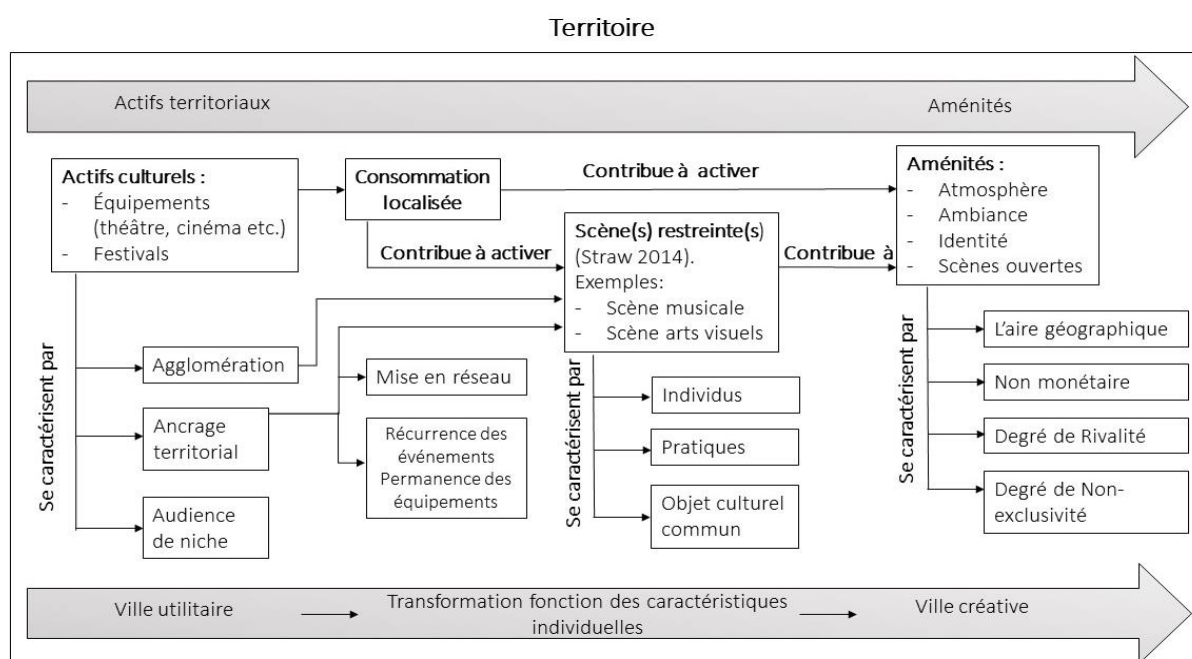 Territoire
Actifs territoriaux
Aménités
Actifs culturels :
- Équipements
(théâtre, cinéma etc.)
- Festivals
Consommation
localisée
Contribue à activer
Contribue à activer
Scène(s) restreinte(s)
(Straw 2014).
Exemples:
- Scène musicale
- Scène arts visuels
Contribue à
Aménités :
- Atmosphère
- Ambiance
- Identité
- Scènes ouvertes
Se caractérisent par
Agglomération
Ancrage
territorial
Audience
de niche
Mise en réseau
Récurrence des
événements
Permanence des
équipements
Se caractérisent par
Individus
Pratiques
Objet culturel
commun
Se caractérisent par
L'aire géographique
Non monétaire
Degré de Rivalité
Degré de Non-
exclusivité
Ville utilitaire
Transformation fonction des caractéristiques
individuelles
Ville créative